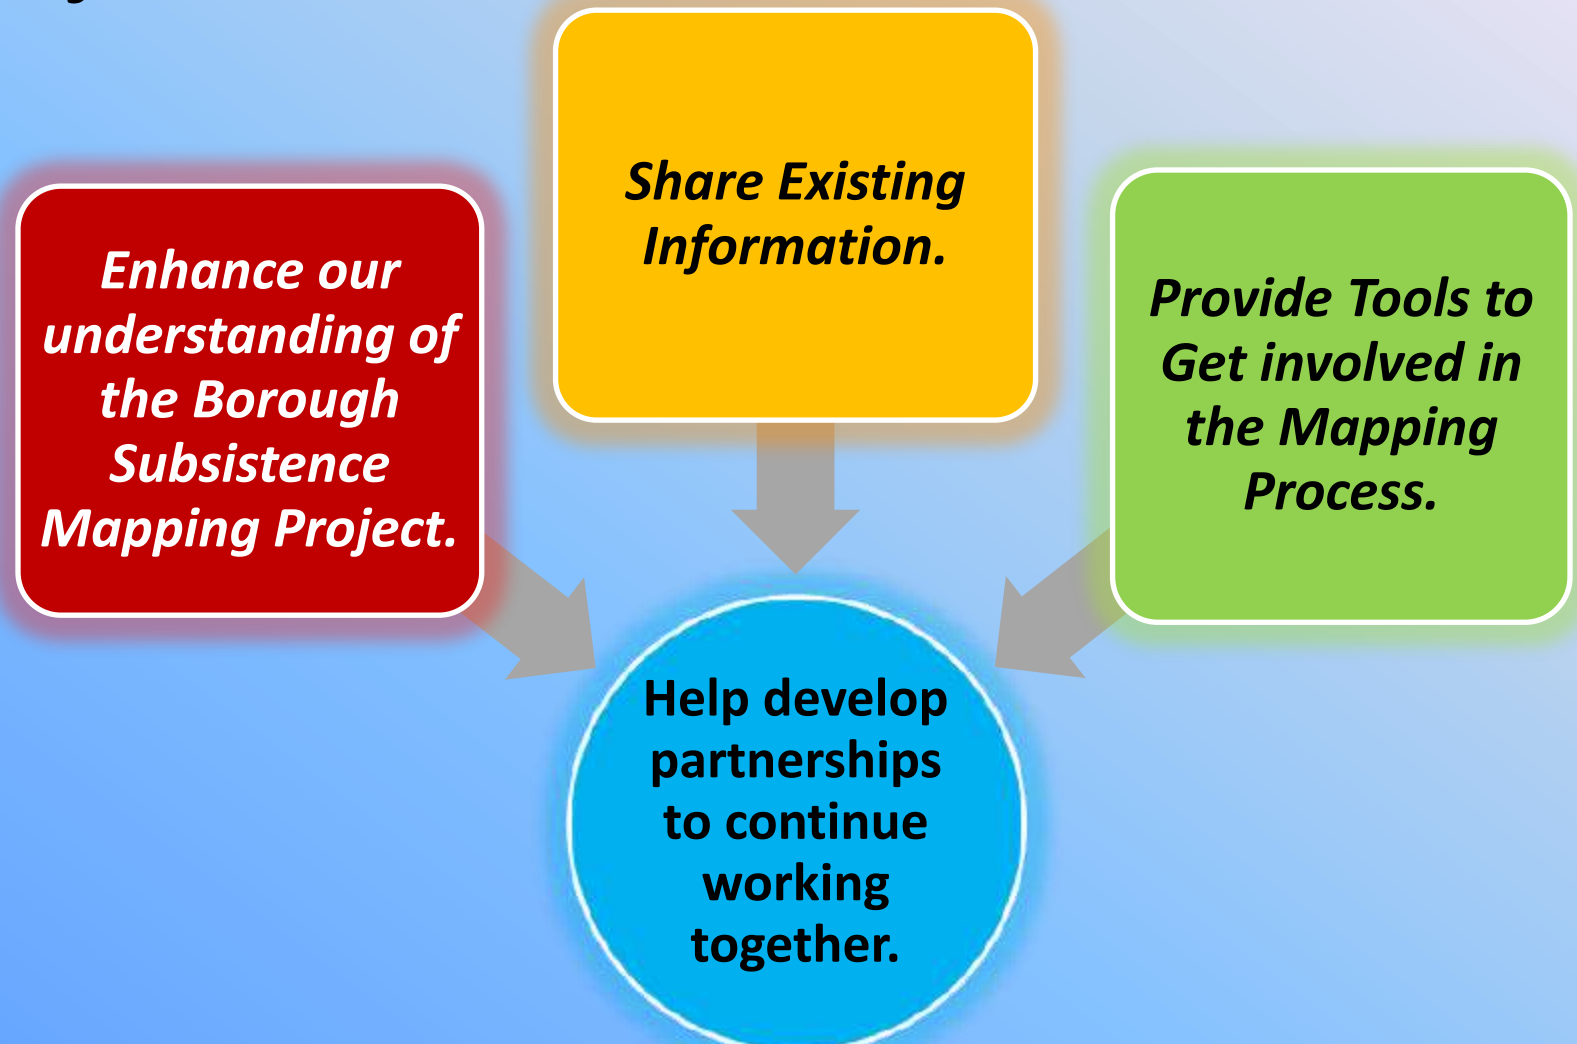 Enhance our
understanding of
the Borough
Subsistence
Mapping Project.
Share Existing
Information.
Provide Tools to
Get involved in
the Mapping
Process.
Help develop
partnerships
to continue
working
together.